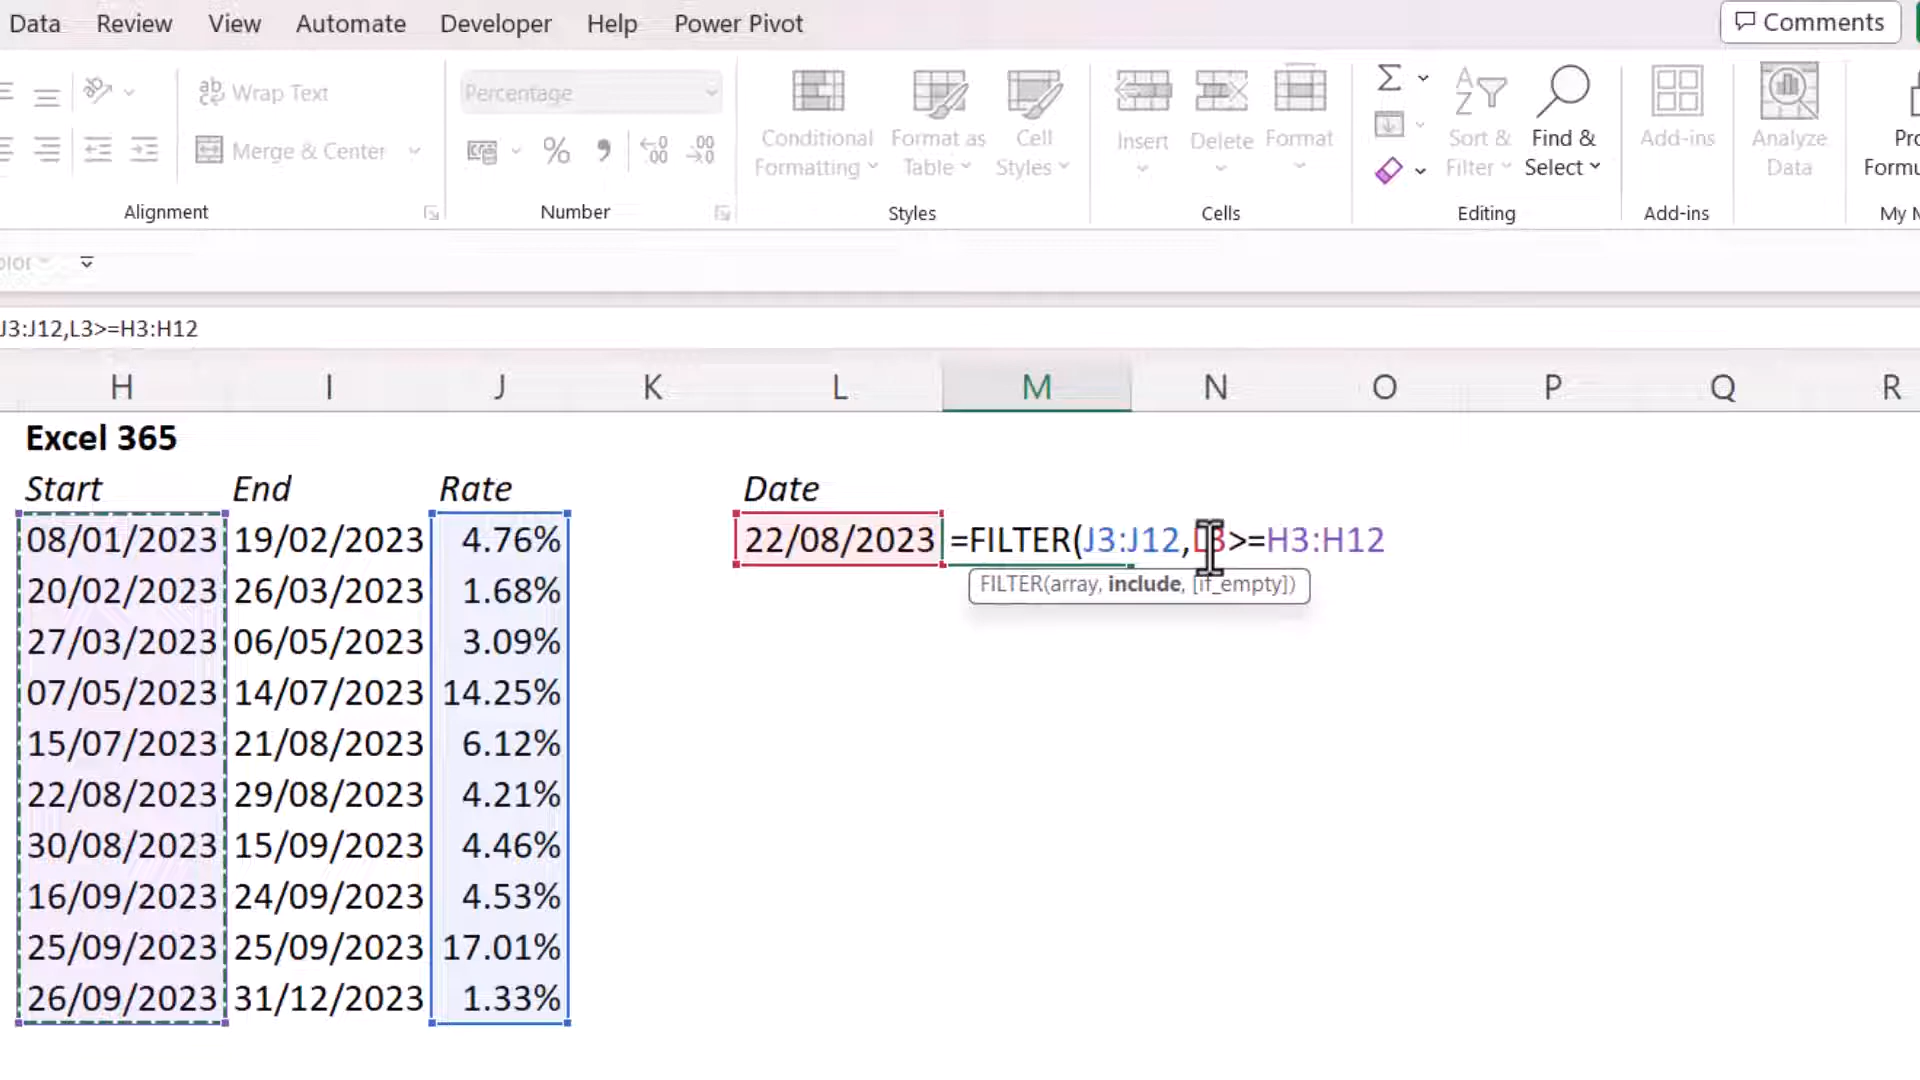 Data Review View Automate Developer Help Power Pivot Comments
Wrap Text
Merge & Center
Alignment
Percentage
Number
Conditional Formatting
Format as Table
Cell Styles
Styles
Insert Delete Format
Cells
Sort & Filter
Find & Select
Editing
Add-ins
Add-ins
Analyze Data
J3:J12,L3>=H3:H12
H I J K L M N O P Q R
Excel 365
Start End Rate Date
08/01/2023 19/02/2023 4.76% 22/08/2023 =FILTER(J3:J12,L3>=H3:H12
FILTER(array, include, [if_empty])
20/02/2023 26/03/2023 1.68%
27/03/2023 06/05/2023 3.09%
07/05/2023 14/07/2023 14.25%
15/07/2023 21/08/2023 6.12%
22/08/2023 29/08/2023 4.21%
30/08/2023 15/09/2023 4.46%
16/09/2023 24/09/2023 4.53%
25/09/2023 25/09/2023 17.01%
26/09/2023 31/12/2023 1.33%